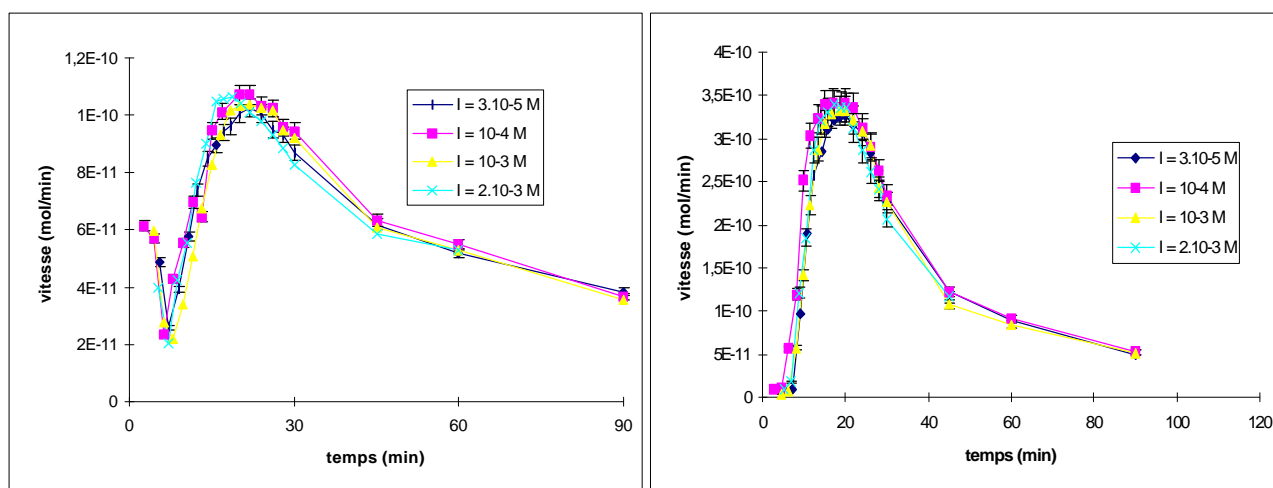 1,2E-10
1E-10
8E-11
6E-11
4E-11
2E-11
0
vitesse (mol/min)
I = 3.10-5 M
I = 10-4 M
I = 10-3 M
I = 2.10-3 M
0 30 60 90
temps (min)
4E-10
3,5E-10
3E-10
2,5E-10
2E-10
1,5E-10
1E-10
5E-11
0
vitesse (mol/min)
I = 3.10-5 M
I = 10-4 M
I = 10-3 M
I = 2.10-3 M
0 20 40 60 80 100 120
temps (min)